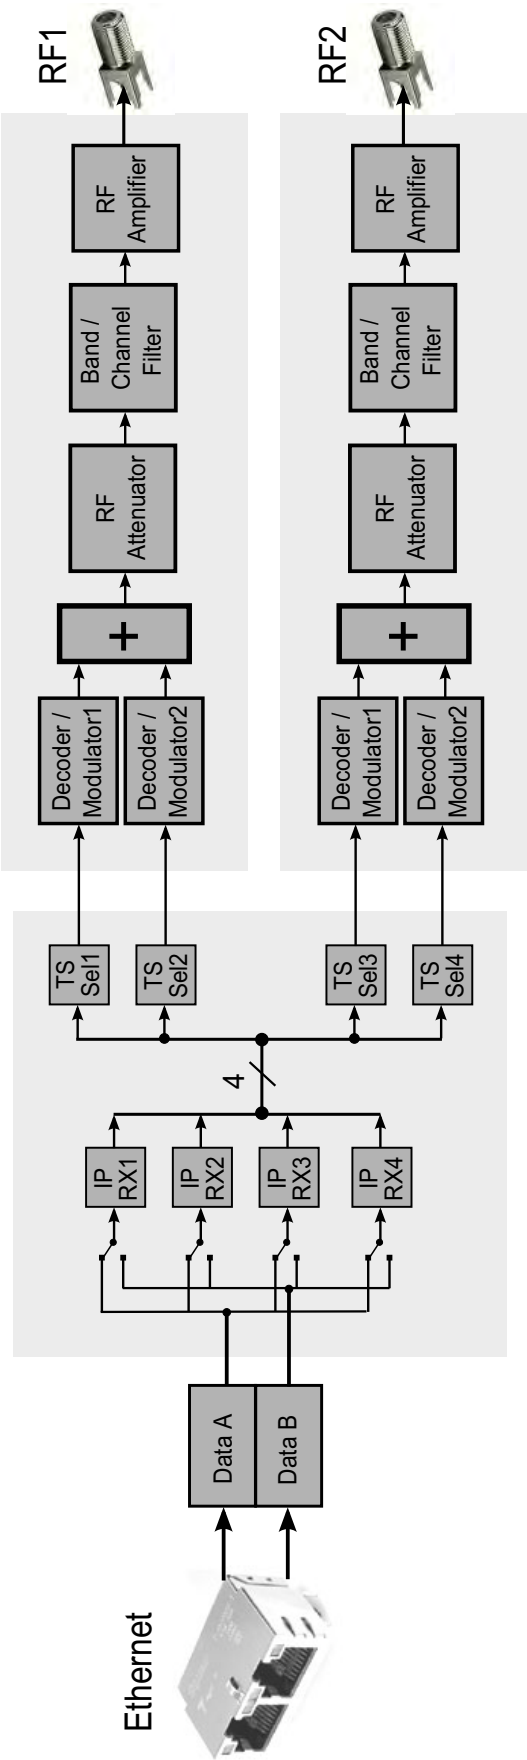 Ethernet
Data A
Data B
IP
RX1
IP
RX2
IP
RX3
IP
RX4
4
TS
Sel1
TS
Sel2
TS
Sel3
TS
Sel4
Decoder /
Modulator1
Decoder /
Modulator2
+
RF
Attenuator
Band /
Channel
Filter
RF
Amplifier
RF1
Decoder /
Modulator1
Decoder /
Modulator2
+
RF
Attenuator
Band /
Channel
Filter
RF
Amplifier
RF2